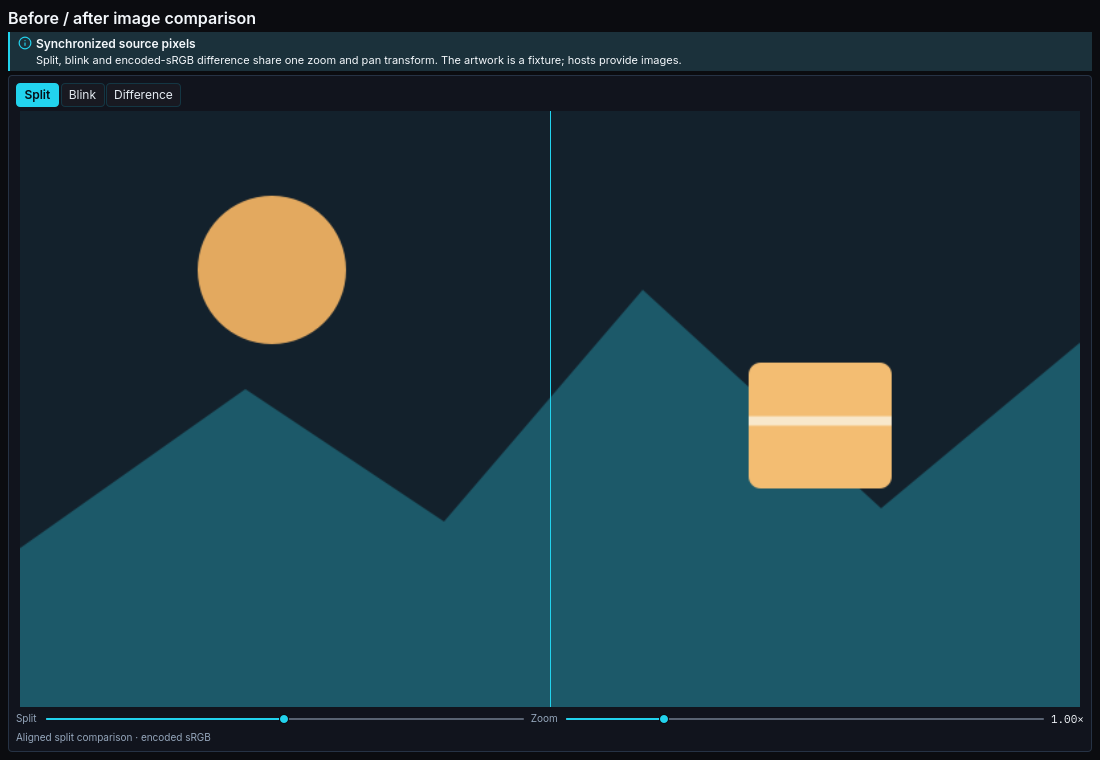 Before / after image comparison
Synchronized source pixels
Split, blink and encoded-sRGB difference share one zoom and pan transform. The artwork is a fixture; hosts provide images.
Split Blink Difference
Split Zoom 1.00×
Aligned split comparison · encoded sRGB